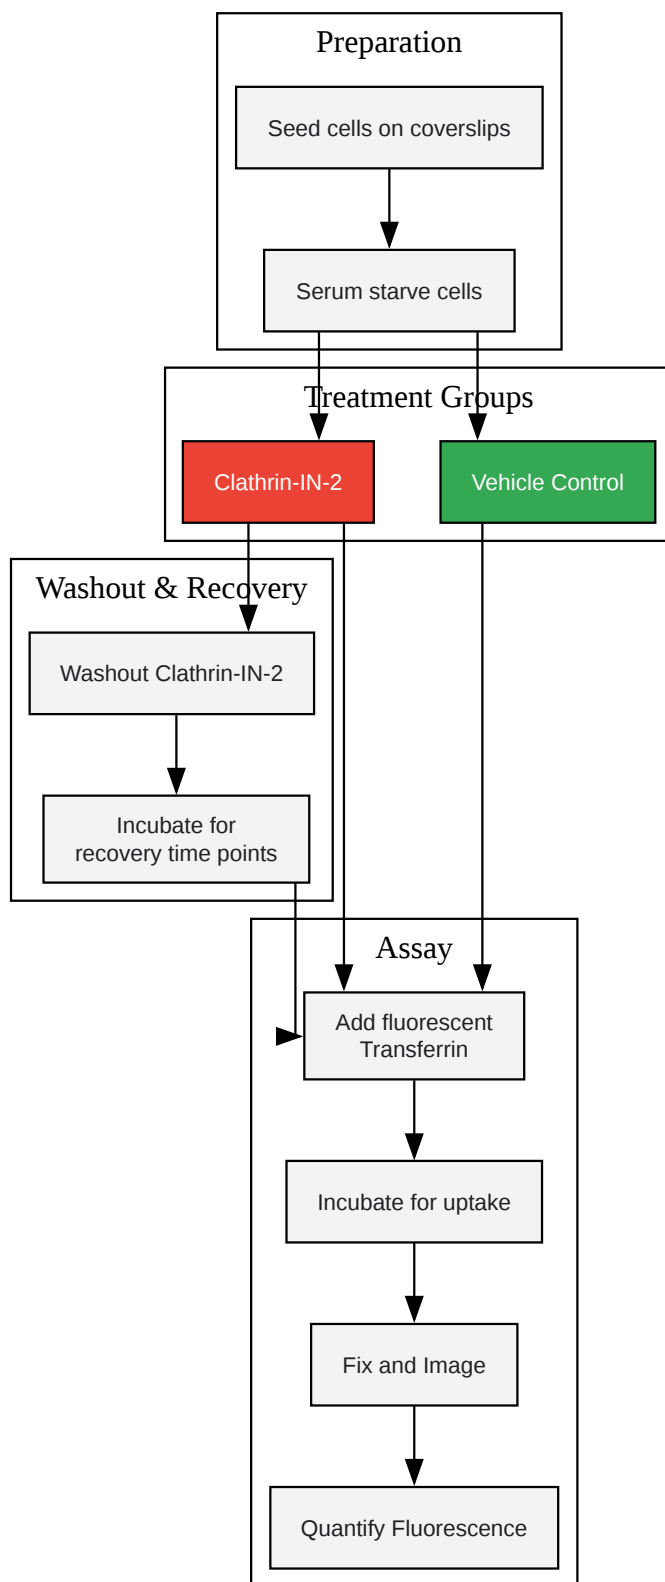 Preparation
Seed cells on coverslips
Serum starve cells
Treatment Groups
Clathrin-IN-2
Vehicle Control
Washout & Recovery
Washout Clathrin-IN-2
Incubate for
recovery time points
Assay
Add fluorescent
Transferrin
Incubate for uptake
Fix and Image
Quantify Fluorescence